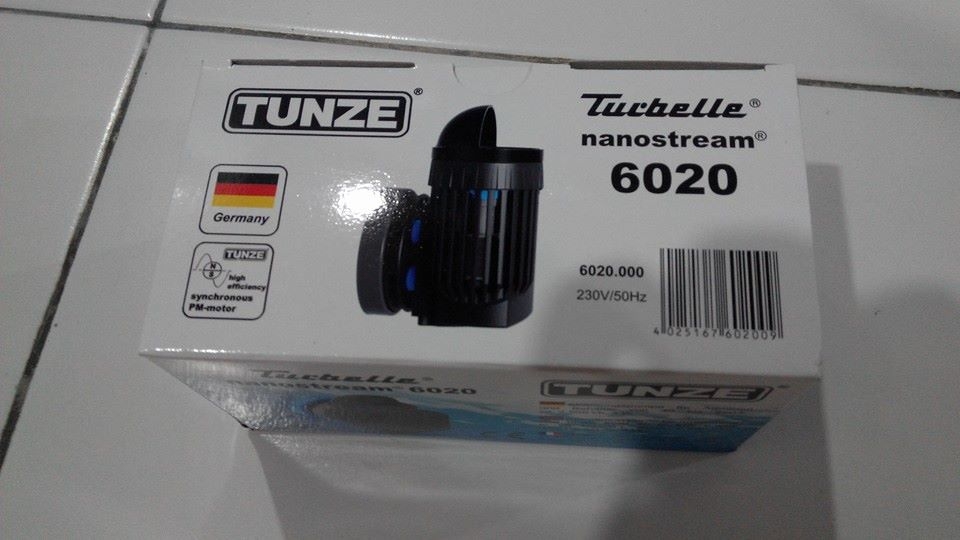 TUNZE®
Turbelle®
nanostream®
6020
Germany
TUNZE
N
S
high
efficiency
synchronous
PM-motor
6020.000
230V/50Hz
4 025167 602009
Turbelle®
nanostream® 6020
TUNZE®